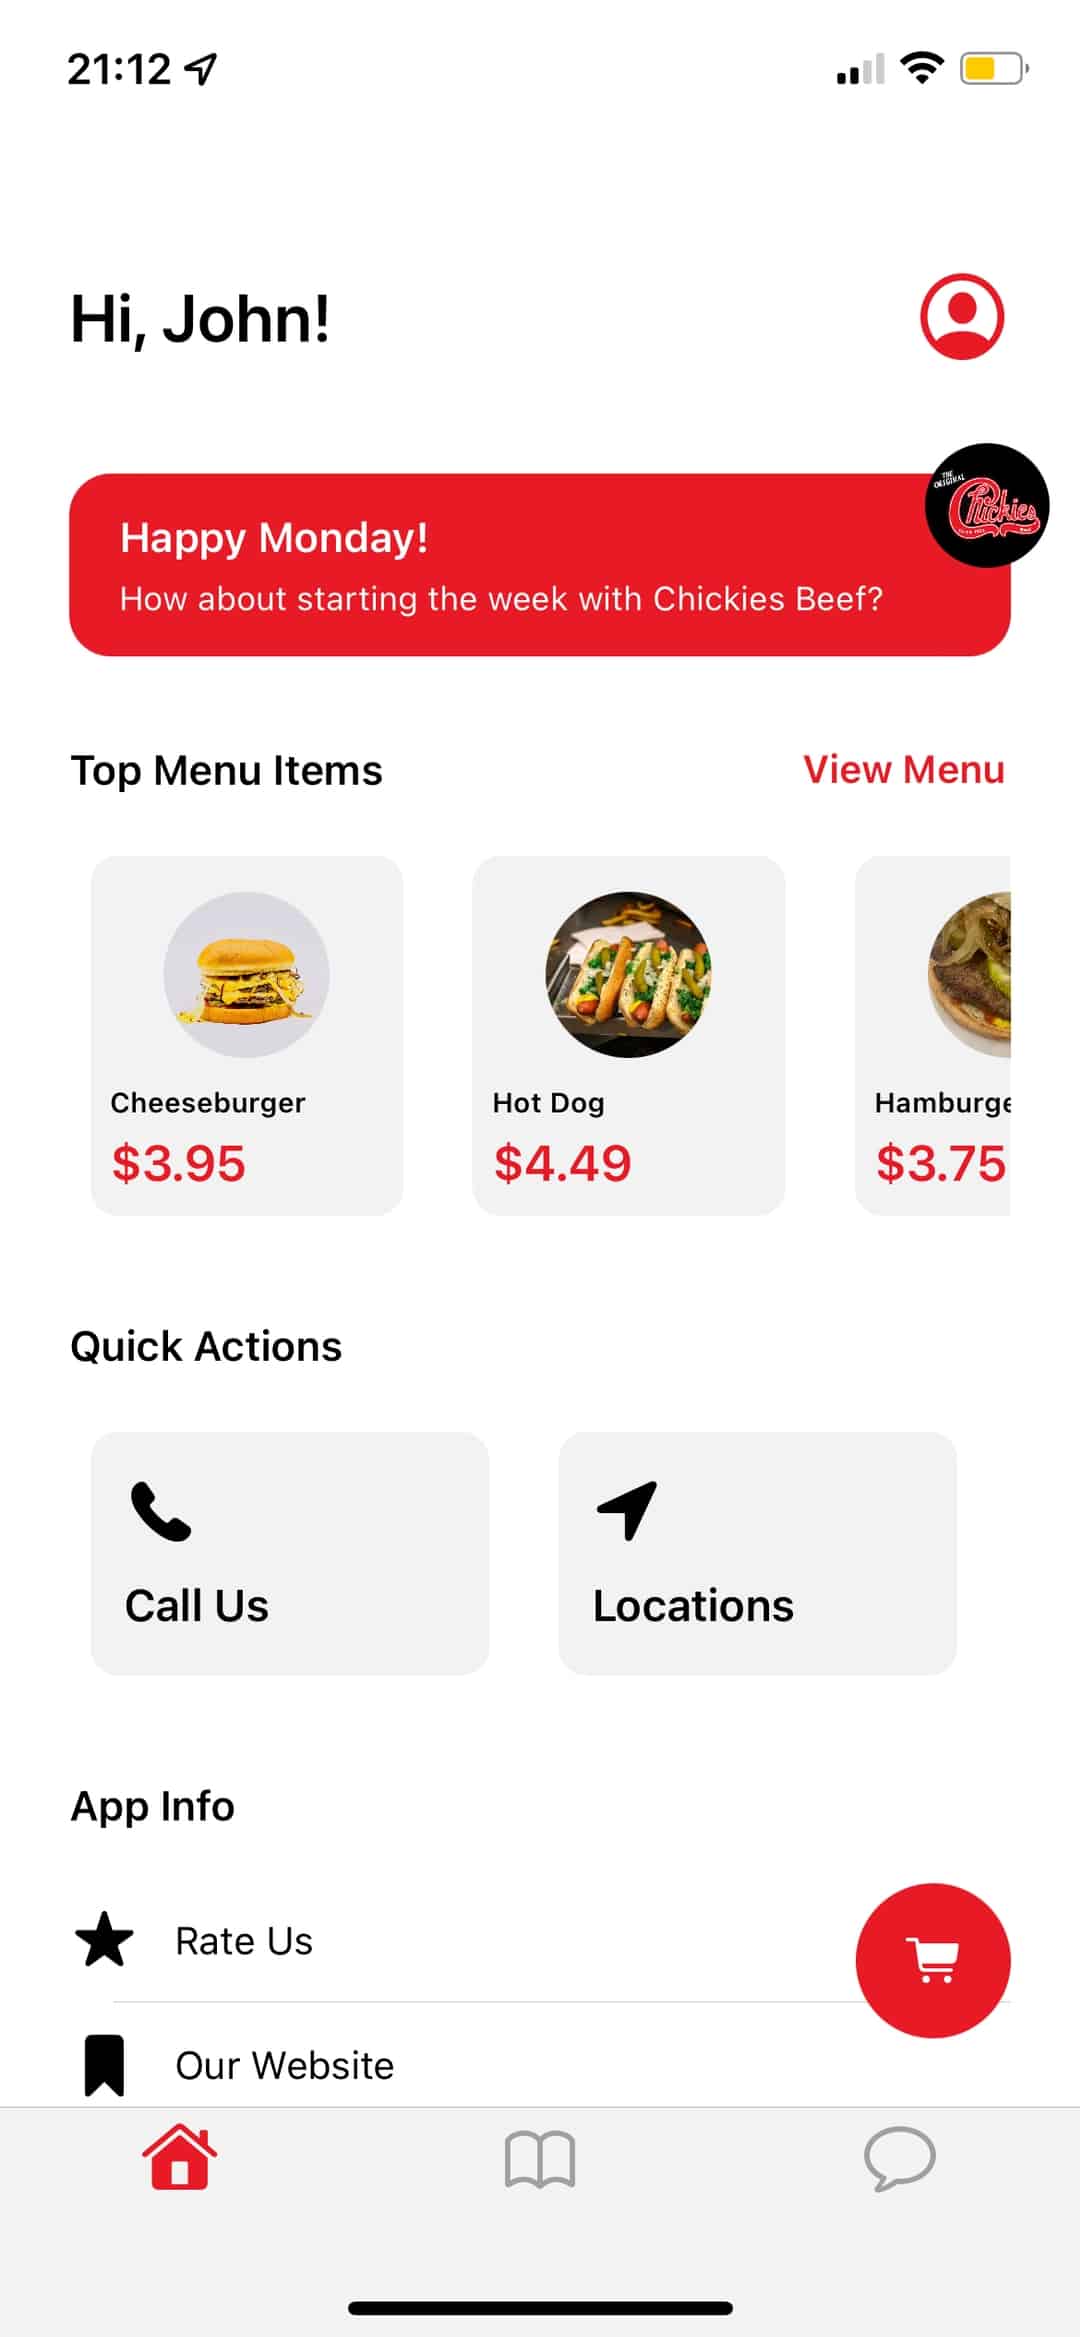 21:12
Hi, John!
THE
ORIGINAL
Chickies
Happy Monday!
How about starting the week with Chickies Beef?
Top Menu Items
View Menu
Cheeseburger
$3.95
Hot Dog
$4.49
Hamburge
$3.75
Quick Actions
Call Us
Locations
App Info
Rate Us
Our Website